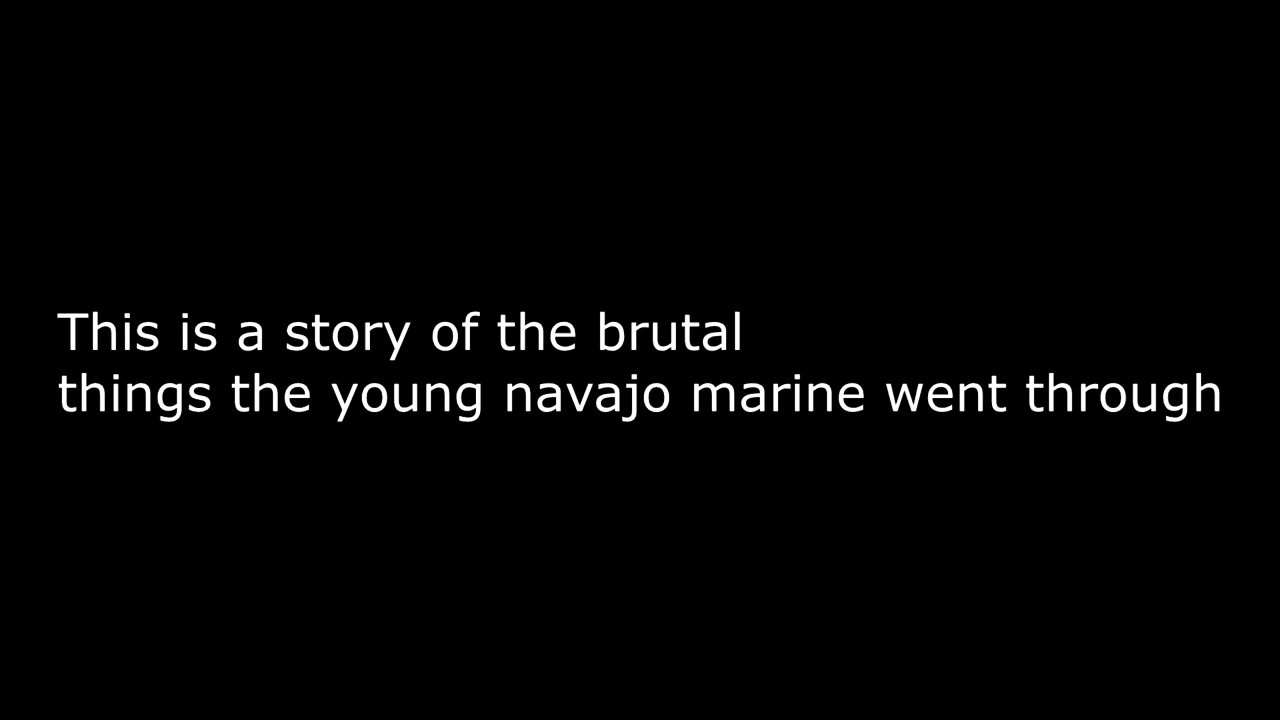 This is a story of the brutal
things the young navajo marine went through